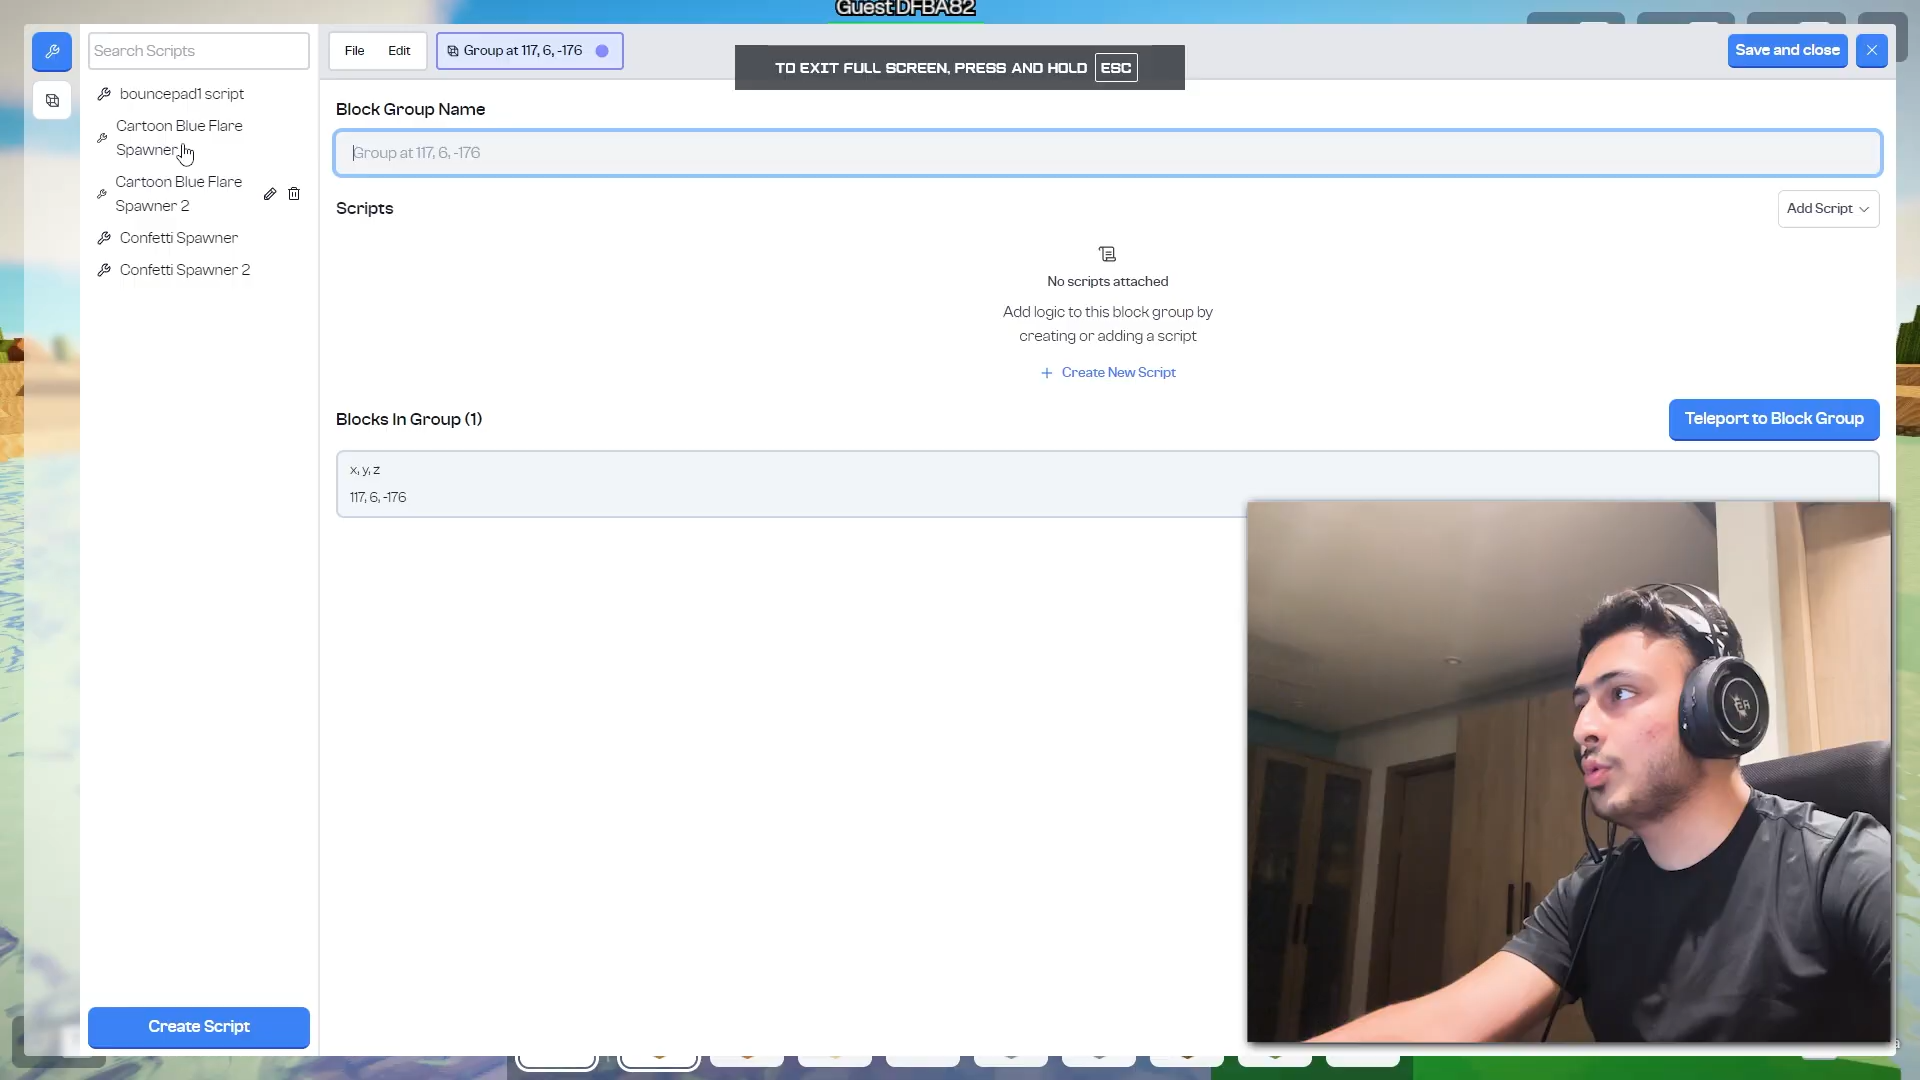 Guest DFBA82
Search Scripts
File
Edit
Group at 117, 6, -176
TO EXIT FULL SCREEN, PRESS AND HOLD ESC
Save and close
bouncepad1 script
Cartoon Blue Flare
Spawner
Cartoon Blue Flare
Spawner 2
Confetti Spawner
Confetti Spawner 2
Create Script
Block Group Name
Group at 117, 6, -176
Scripts
Add Script
No scripts attached
Add logic to this block group by
creating or adding a script
Create New Script
Blocks In Group (1)
Teleport to Block Group
x, y, z
117, 6, -176